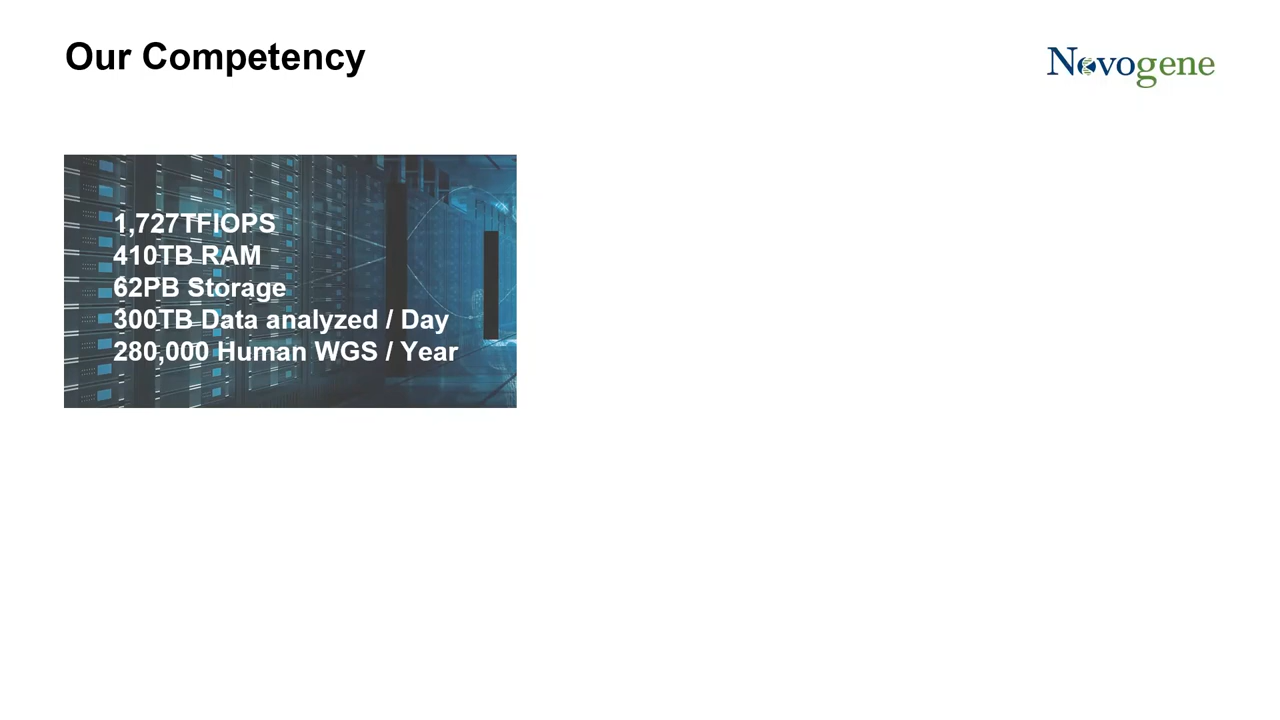 Our Competency
Novogene
1,727TFIOPS
410TB RAM
62PB Storage
300TB Data analyzed / Day
280,000 Human WGS / Year